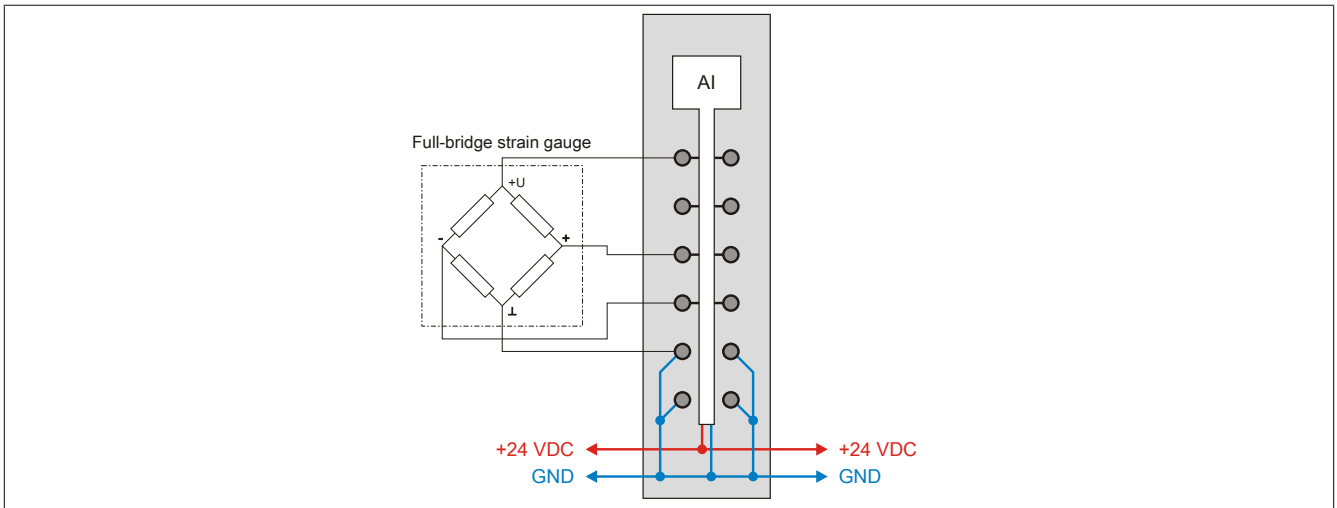 AI
Full-bridge strain gauge
+U
- +
⊥
+24 VDC +24 VDC
GND GND